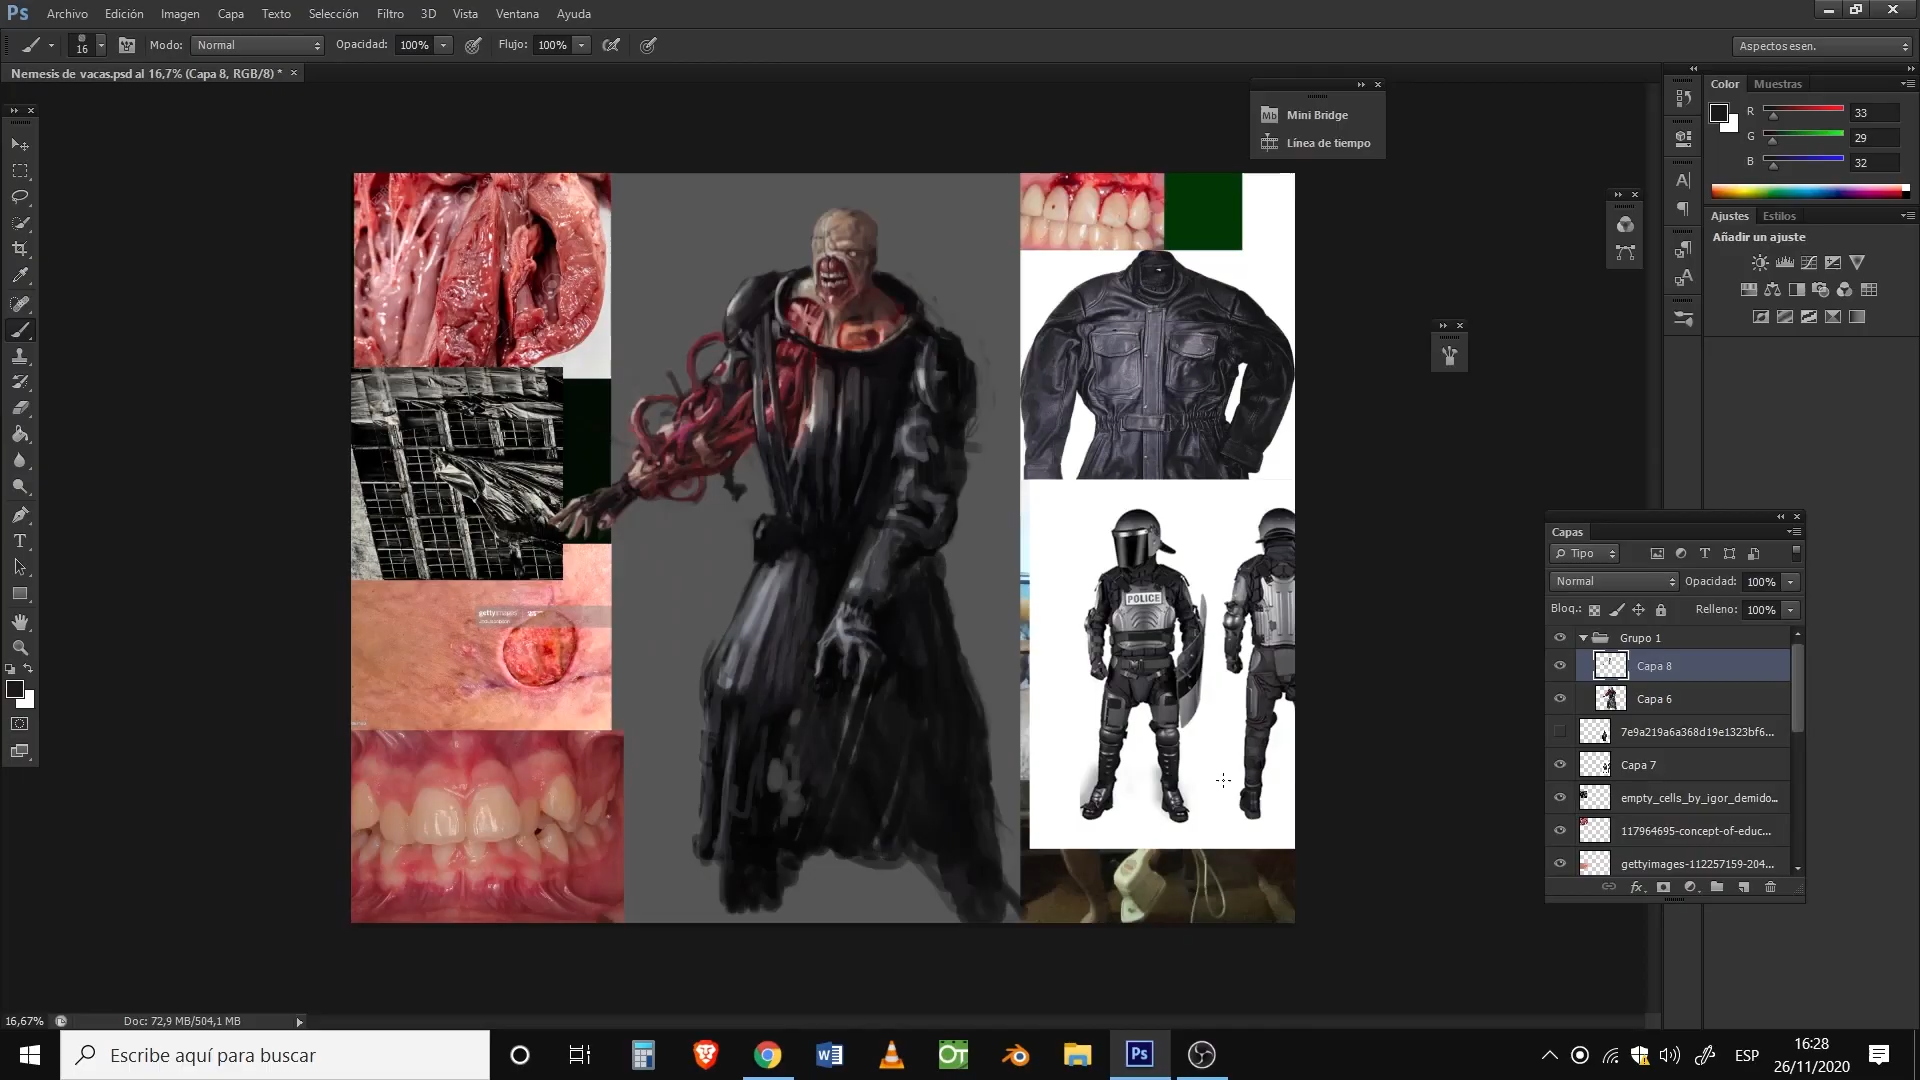 Ps Archivo Edición Imagen Capa Texto Selección Filtro 3D Vista Ventana Ayuda
16 Modo: Normal Opacidad: 100% Flujo: 100% Aspectos esen.
Nemesis de vacas.psd al 16,7% (Capa 8, RGB/8) * ×
Color Muestras
R 33
G 29
B 32
Mb Mini Bridge
Línea de tiempo
Ajustes Estilos
Añadir un ajuste
POLICE
gettyimages
Capas
Tipo
Normal Opacidad: 100%
Bloq.: Relleno: 100%
Grupo 1
Capa 8
Capa 6
7e9a219a6a368d19e1323bf6...
Capa 7
empty_cells_by_igor_demido...
117964695-concept-of-educ...
gettyimages-112257159-204...
fx
16,67% Doc: 72,9 MB/504,1 MB
Escribe aquí para buscar
Ps
ESP
16:28
26/11/2020